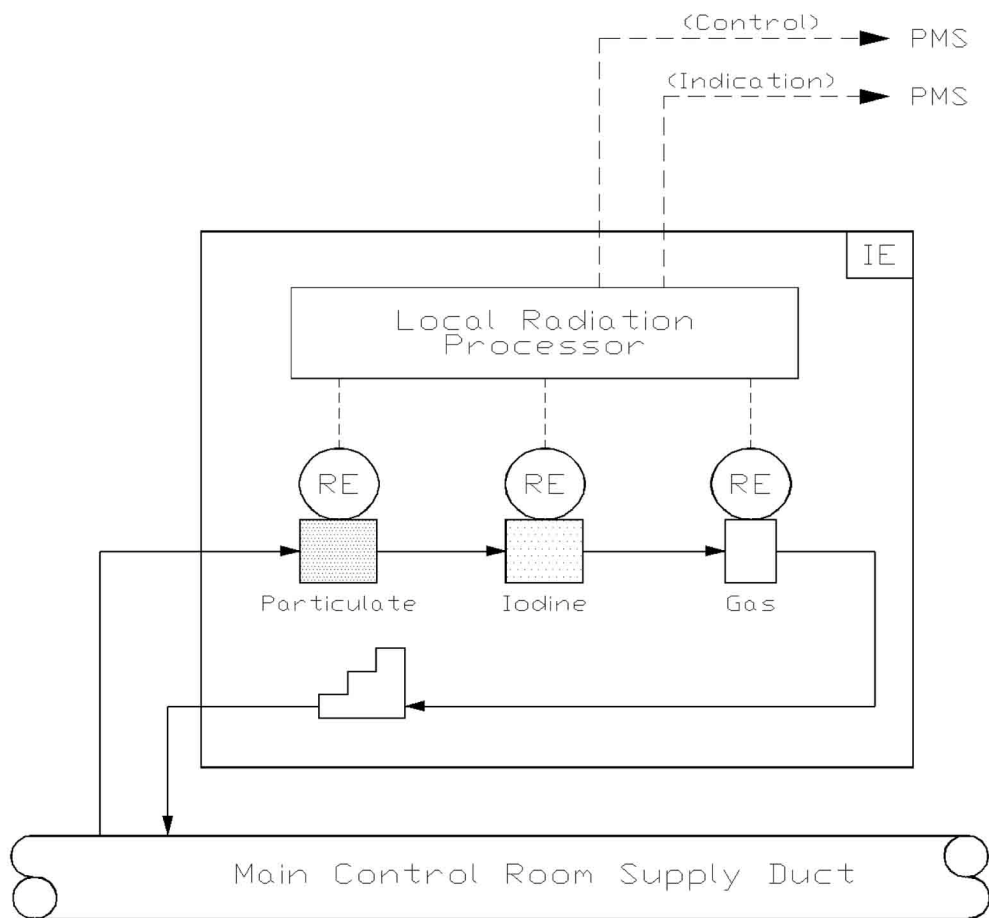 (Control)
PMS
(Indication)
PMS
IE
Local Radiation
Processor
RE
RE
RE
Particulate
Iodine
Gas
Main Control Room Supply Duct